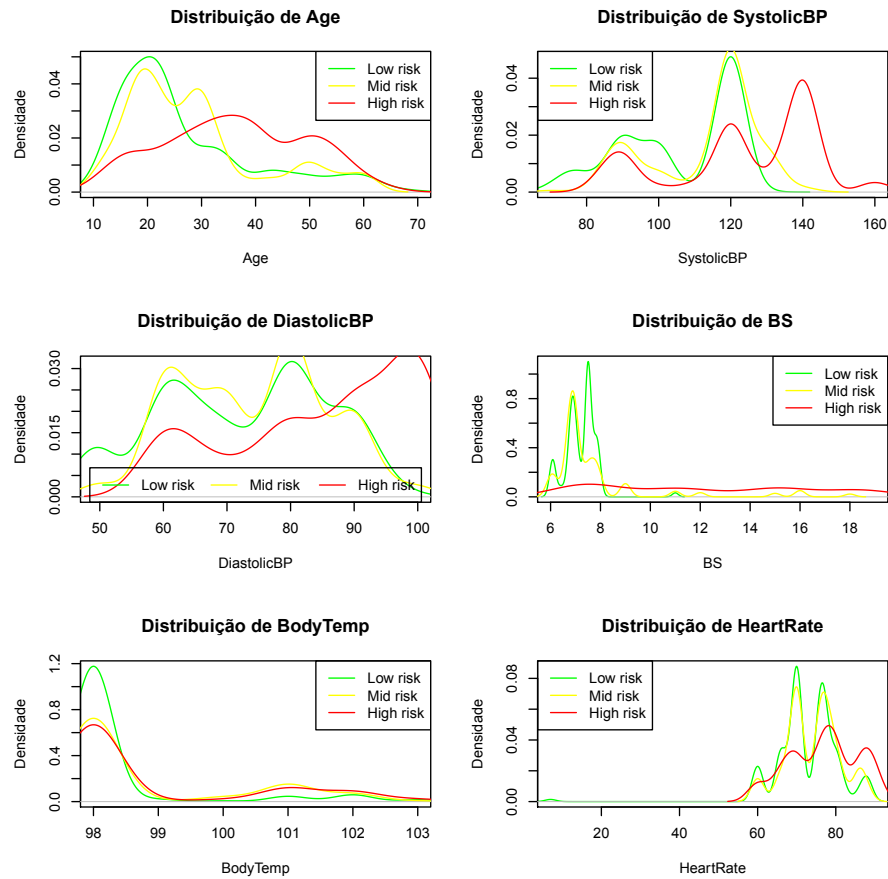 Distribuição de Age
Densidade
0.00 0.02 0.04
Low risk
Mid risk
High risk
10 20 30 40 50 60 70
Age
Distribuição de SystolicBP
Densidade
0.00 0.02 0.04
Low risk
Mid risk
High risk
80 100 120 140 160
SystolicBP
Distribuição de DiastolicBP
Densidade
0.000 0.015 0.030
Low risk Mid risk High risk
50 60 70 80 90 100
DiastolicBP
Distribuição de BS
Densidade
0.0 0.4 0.8
Low risk
Mid risk
High risk
6 8 10 12 14 16 18
BS
Distribuição de BodyTemp
Densidade
0.0 0.4 0.8 1.2
Low risk
Mid risk
High risk
98 99 100 101 102 103
BodyTemp
Distribuição de HeartRate
Densidade
0.00 0.04 0.08
Low risk
Mid risk
High risk
20 40 60 80
HeartRate